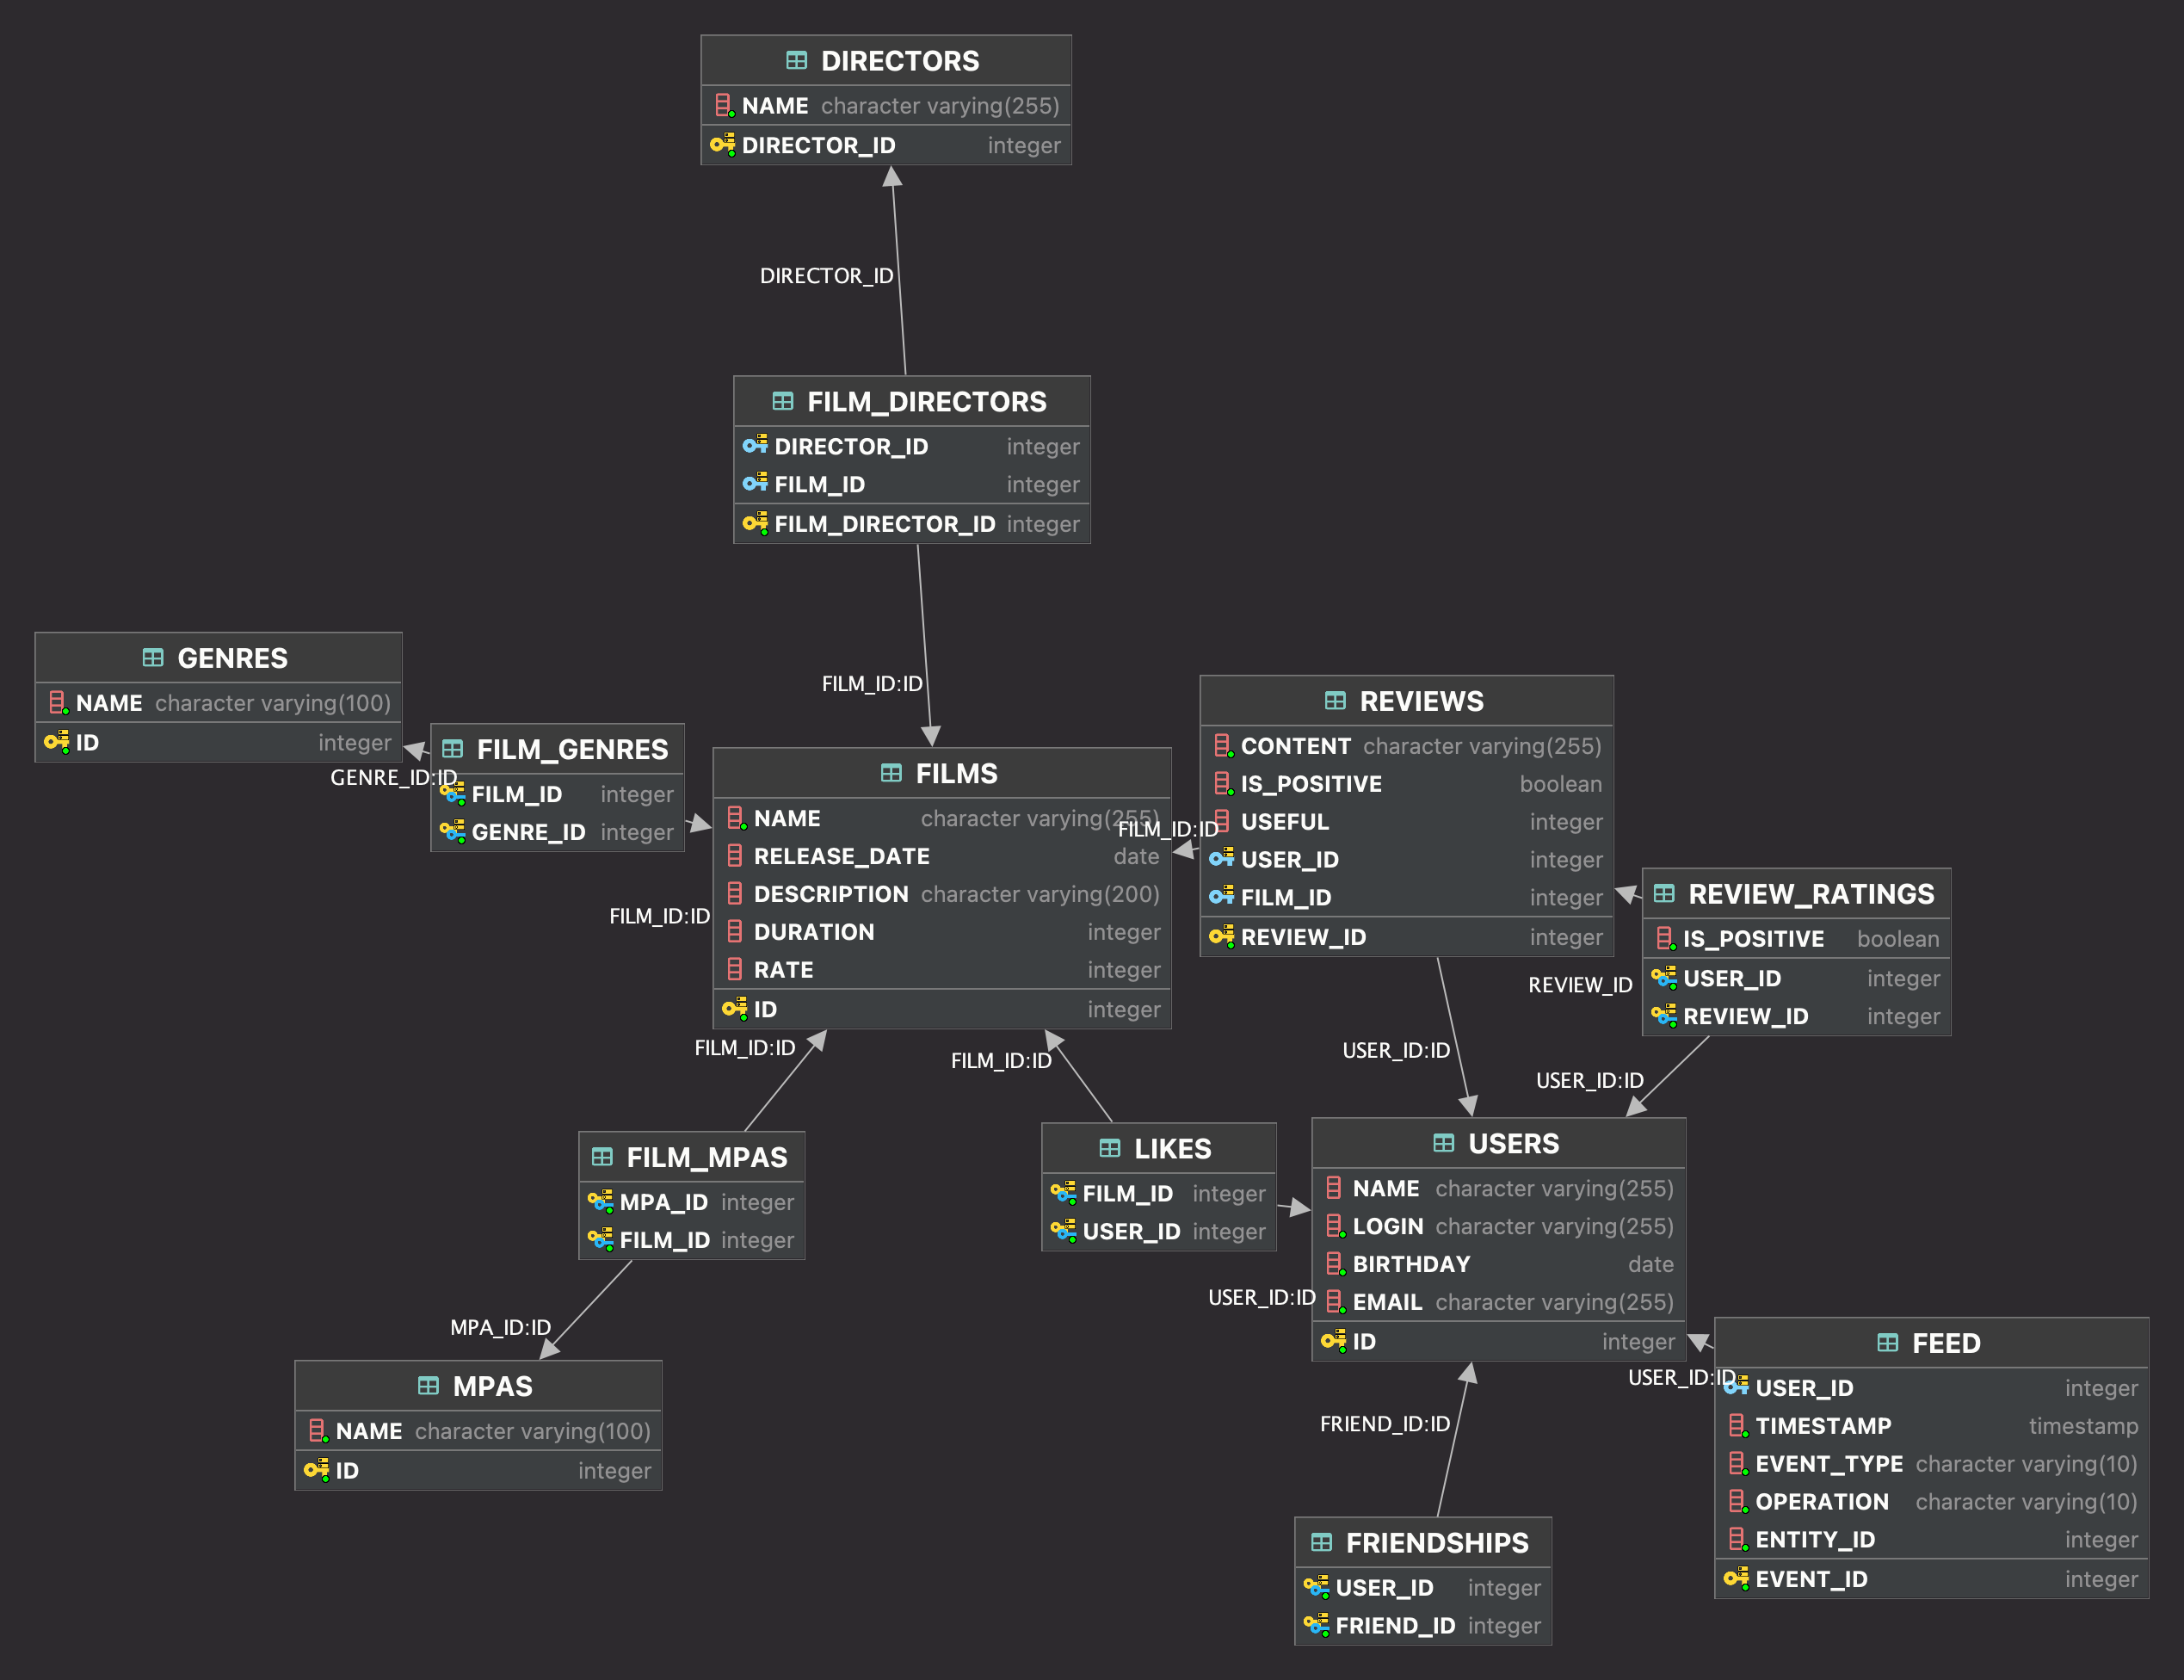 DIRECTORS
NAME character varying(255)
DIRECTOR_ID integer
DIRECTOR_ID
FILM_DIRECTORS
DIRECTOR_ID integer
FILM_ID integer
FILM_DIRECTOR_ID integer
FILM_ID:ID
GENRES
NAME character varying(100)
ID integer
GENRE_ID:ID
FILM_GENRES
FILM_ID integer
GENRE_ID integer
FILM_ID:ID
FILMS
NAME character varying(255)
RELEASE_DATE date
DESCRIPTION character varying(200)
DURATION integer
RATE integer
ID integer
FILM_ID:ID
REVIEWS
CONTENT character varying(255)
IS_POSITIVE boolean
USEFUL integer
USER_ID integer
FILM_ID integer
REVIEW_ID integer
REVIEW_RATINGS
IS_POSITIVE boolean
USER_ID integer
REVIEW_ID integer
REVIEW_ID
USER_ID:ID
USER_ID:ID
FILM_ID:ID
FILM_ID:ID
FILM_MPAS
MPA_ID integer
FILM_ID integer
MPA_ID:ID
MPAS
NAME character varying(100)
ID integer
LIKES
FILM_ID integer
USER_ID integer
USER_ID:ID
USERS
NAME character varying(255)
LOGIN character varying(255)
BIRTHDAY date
EMAIL character varying(255)
ID integer
USER_ID:ID
FEED
USER_ID integer
TIMESTAMP timestamp
EVENT_TYPE character varying(10)
OPERATION character varying(10)
ENTITY_ID integer
EVENT_ID integer
FRIEND_ID:ID
FRIENDSHIPS
USER_ID integer
FRIEND_ID integer